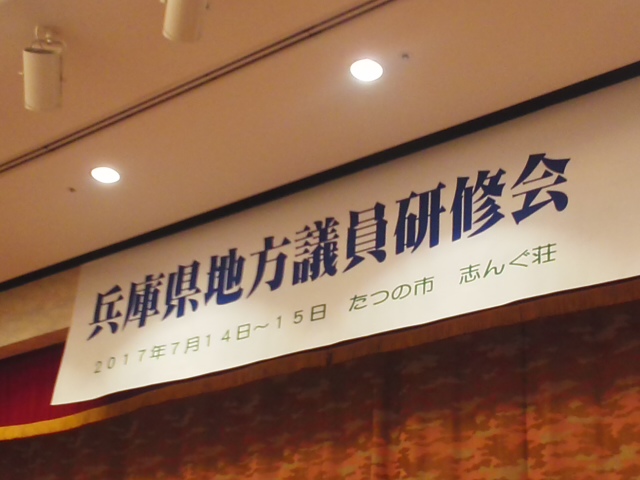 兵庫県地方議員研修会
２０１７年７月１４日～１５日　たつの市　志んぐ荘